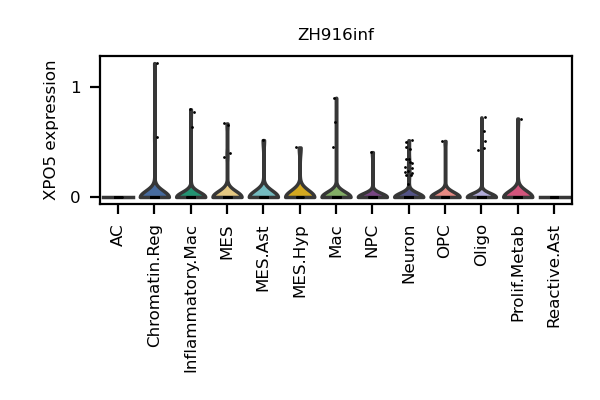 ZH916inf
XPO5 expression
1
0
AC
Chromatin.Reg
Inflammatory.Mac
MES
MES.Ast
MES.Hyp
Mac
NPC
Neuron
OPC
Oligo
Prolif.Metab
Reactive.Ast